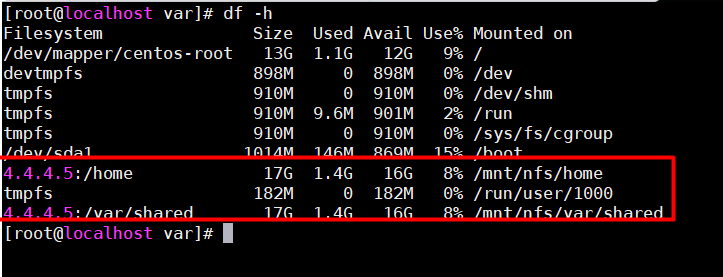 [root@localhost var]# df -h
Filesystem Size Used Avail Use% Mounted on
/dev/mapper/centos-root 13G 1.1G 12G 9% /
devtmpfs 898M 0 898M 0% /dev
tmpfs 910M 0 910M 0% /dev/shm
tmpfs 910M 9.6M 901M 2% /run
tmpfs 910M 0 910M 0% /sys/fs/cgroup
/dev/sda1 1014M 146M 869M 15% /boot
4.4.4.5:/home 17G 1.4G 16G 8% /mnt/nfs/home
tmpfs 182M 0 182M 0% /run/user/1000
4.4.4.5:/var/shared 17G 1.4G 16G 8% /mnt/nfs/var/shared
[root@localhost var]#